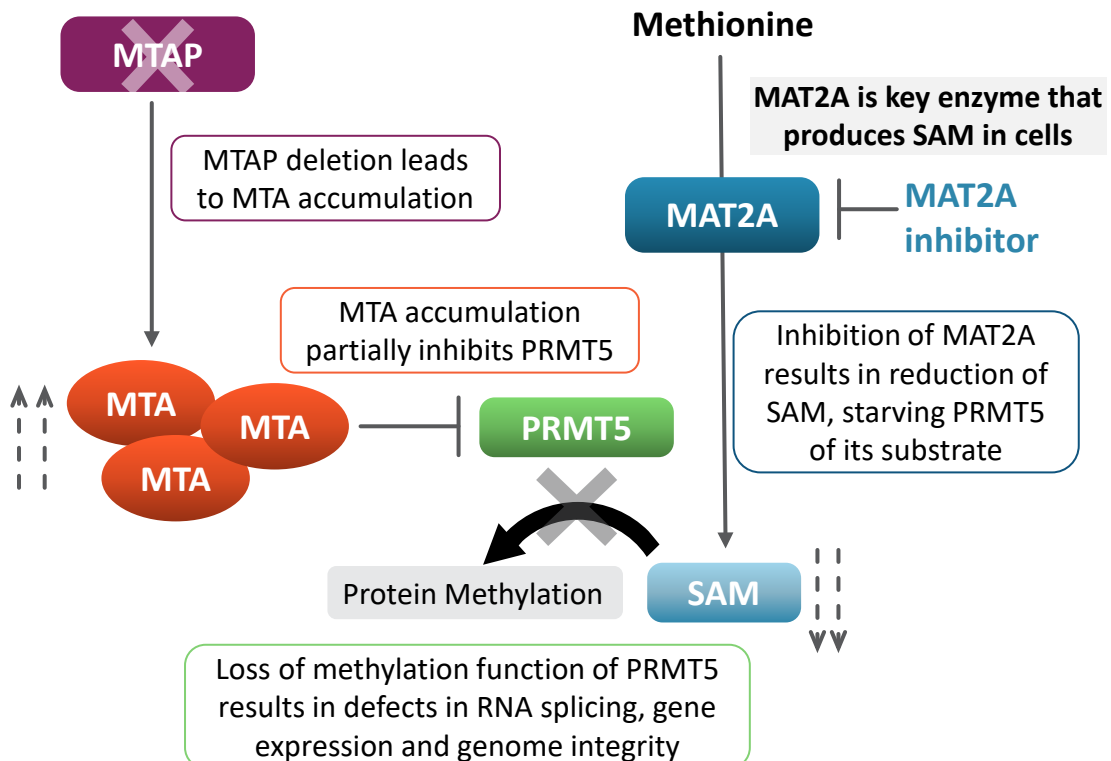 MTAP
Methionine
MAT2A is key enzyme that
produces SAM in cells
MTAP deletion leads
to MTA accumulation
MAT2A
MAT2A
inhibitor
MTA accumulation
partially inhibits PRMT5
Inhibition of MAT2A
results in reduction of
SAM, starving PRMT5
of its substrate
MTA
MTA
MTA
PRMT5
Protein Methylation
SAM
Loss of methylation function of PRMT5
results in defects in RNA splicing, gene
expression and genome integrity